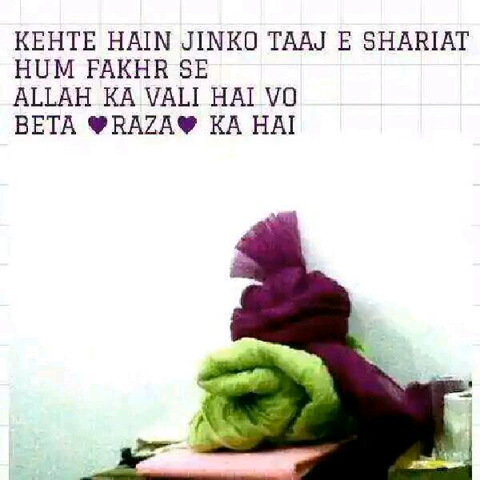 KEHTE HAIN JINKO TAAJ E SHARIAT
HUM FAKHR SE
ALLAH KA VALI HAI VO
BETA ♥RAZA♥ KA HAI